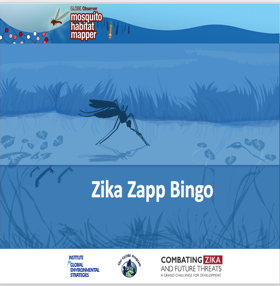 GLOBE Observer
mosquito
habitat
mapper
Zika Zapp Bingo
INSTITUTE
for GLOBAL
ENVIRONMENTAL
STRATEGIES
COMBATING ZIKA
AND FUTURE THREATS
A GRAND CHALLENGE FOR DEVELOPMENT